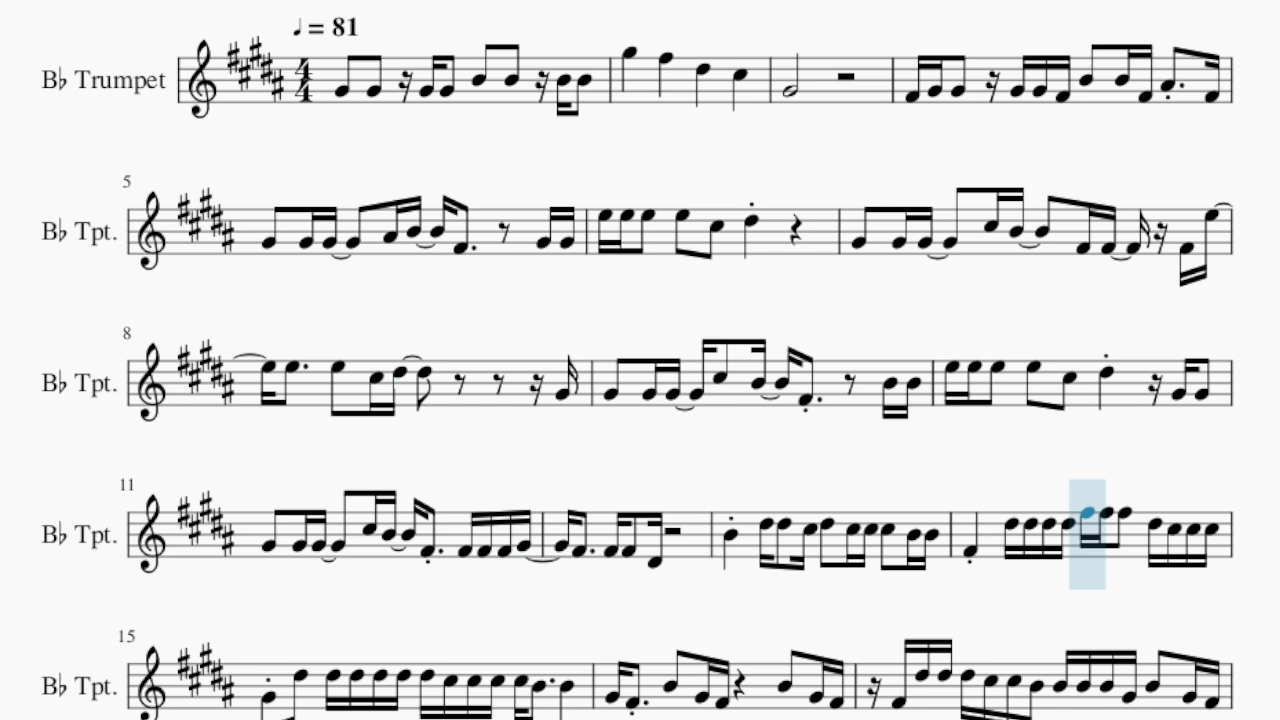 ♩ = 81
B♭ Trumpet
4
4
5
B♭ Tpt.
8
B♭ Tpt.
11
B♭ Tpt.
15
B♭ Tpt.